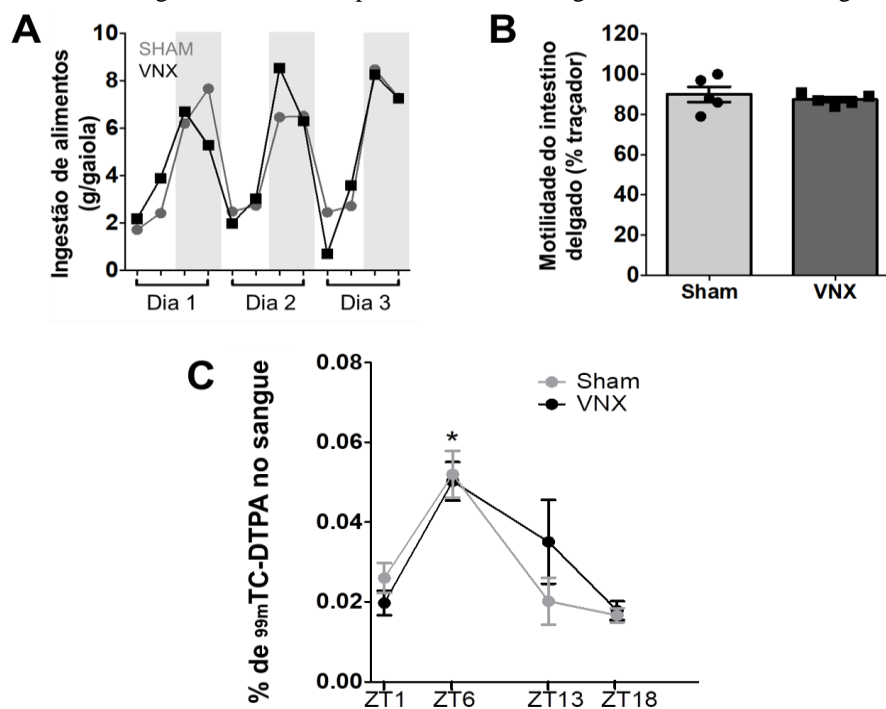 A
Ingestão de alimentos
(g/gaiola)
10
8
6
4
2
0
SHAM
VNX
Dia 1 Dia 2 Dia 3
B
Motilidade do intestino
delgado (% traçador)
120
100
80
60
40
20
0
Sham VNX
C
% de 99mTC-DTPA no sangue
0.08
0.06
0.04
0.02
0.00
Sham
VNX
*
ZT1 ZT6 ZT13 ZT18